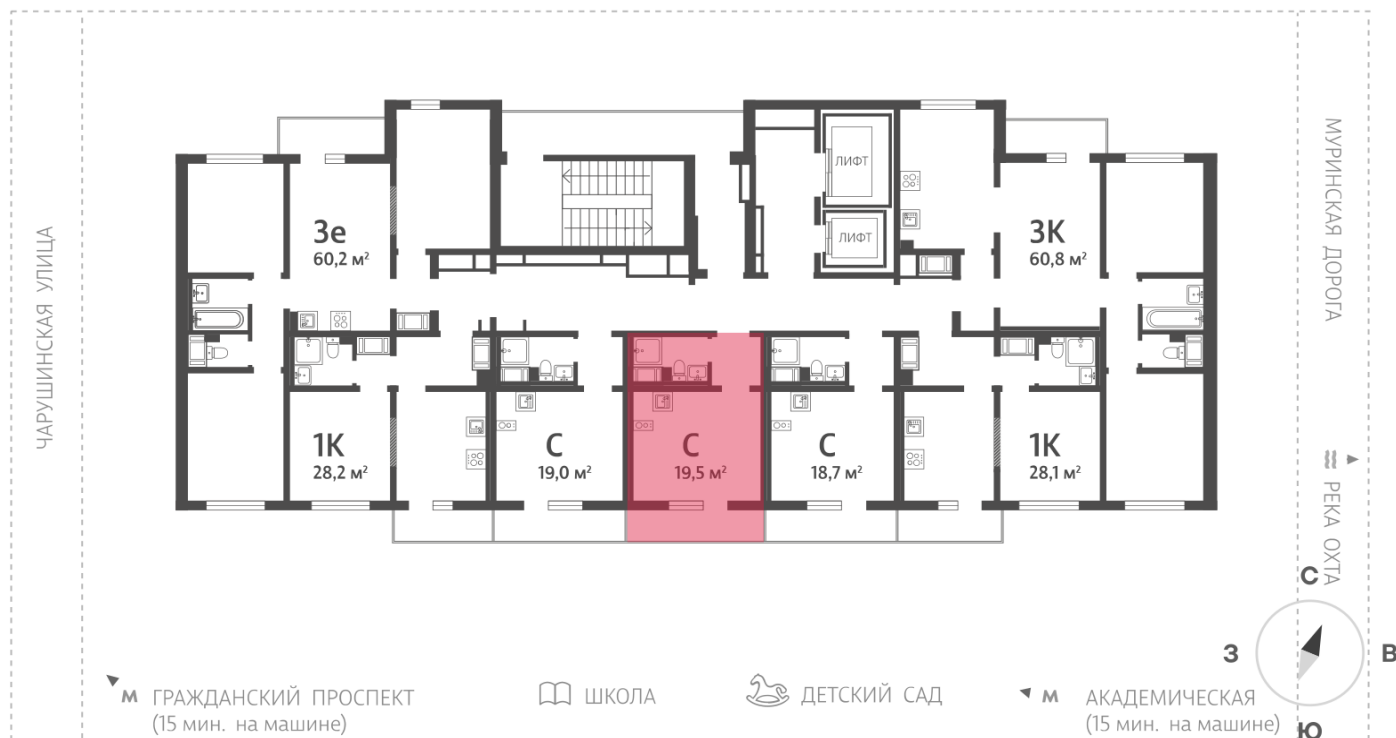 ЧАРУШИНСКАЯ УЛИЦА
3е
60,2 м²
ЛИФТ
ЛИФТ
3К
60,8 м²
МУРИНСКАЯ ДОРОГА
1К
28,2 м²
С
19,0 м²
С
19,5 м²
С
18,7 м²
1К
28,1 м²
РЕКА ОХТА
С
З
В
Ю
М ГРАЖДАНСКИЙ ПРОСПЕКТ
(15 мин. на машине)
ШКОЛА
ДЕТСКИЙ САД
М АКАДЕМИЧЕСКАЯ
(15 мин. на машине)